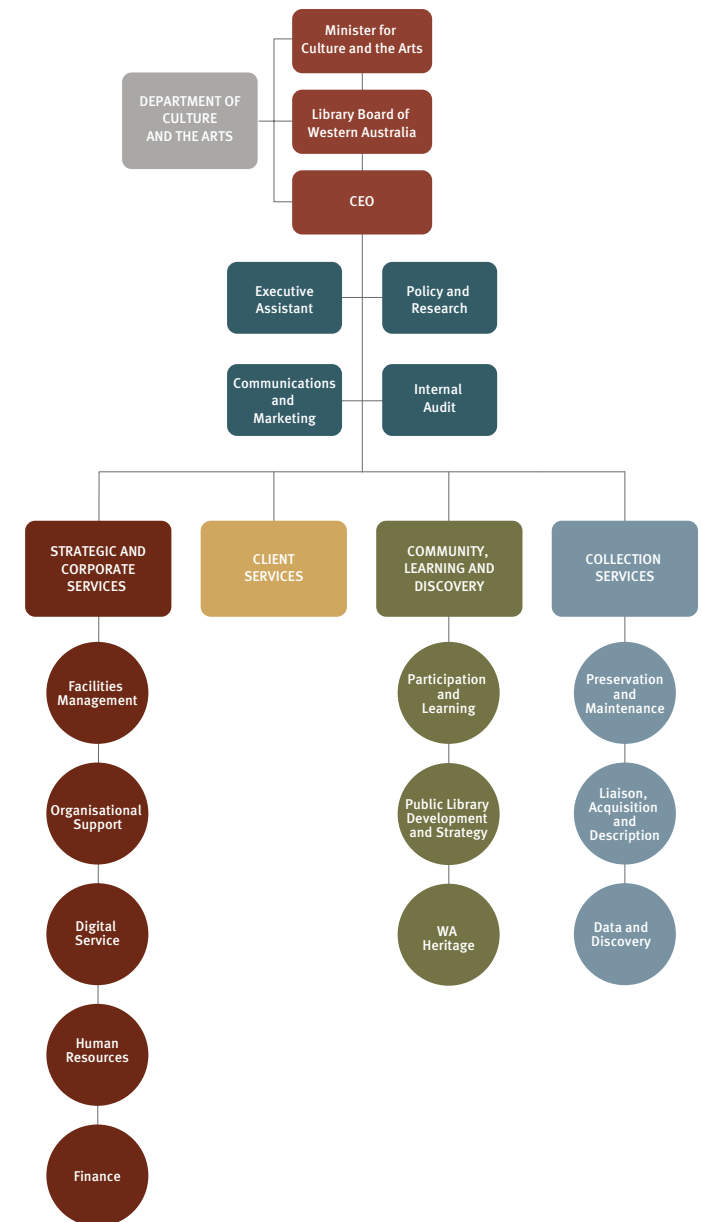 Minister for
Culture and the Arts
DEPARTMENT OF
CULTURE
AND THE ARTS
Library Board of
Western Australia
CEO
Executive
Assistant
Policy and
Research
Communications
and
Marketing
Internal
Audit
STRATEGIC AND
CORPORATE
SERVICES
CLIENT
SERVICES
COMMUNITY,
LEARNING AND
DISCOVERY
COLLECTION
SERVICES
Facilities
Management
Participation
and
Learning
Preservation
and
Maintenance
Organisational
Support
Public Library
Development
and Strategy
Liaison,
Acquisition
and
Description
Digital
Service
WA
Heritage
Data and
Discovery
Human
Resources
Finance